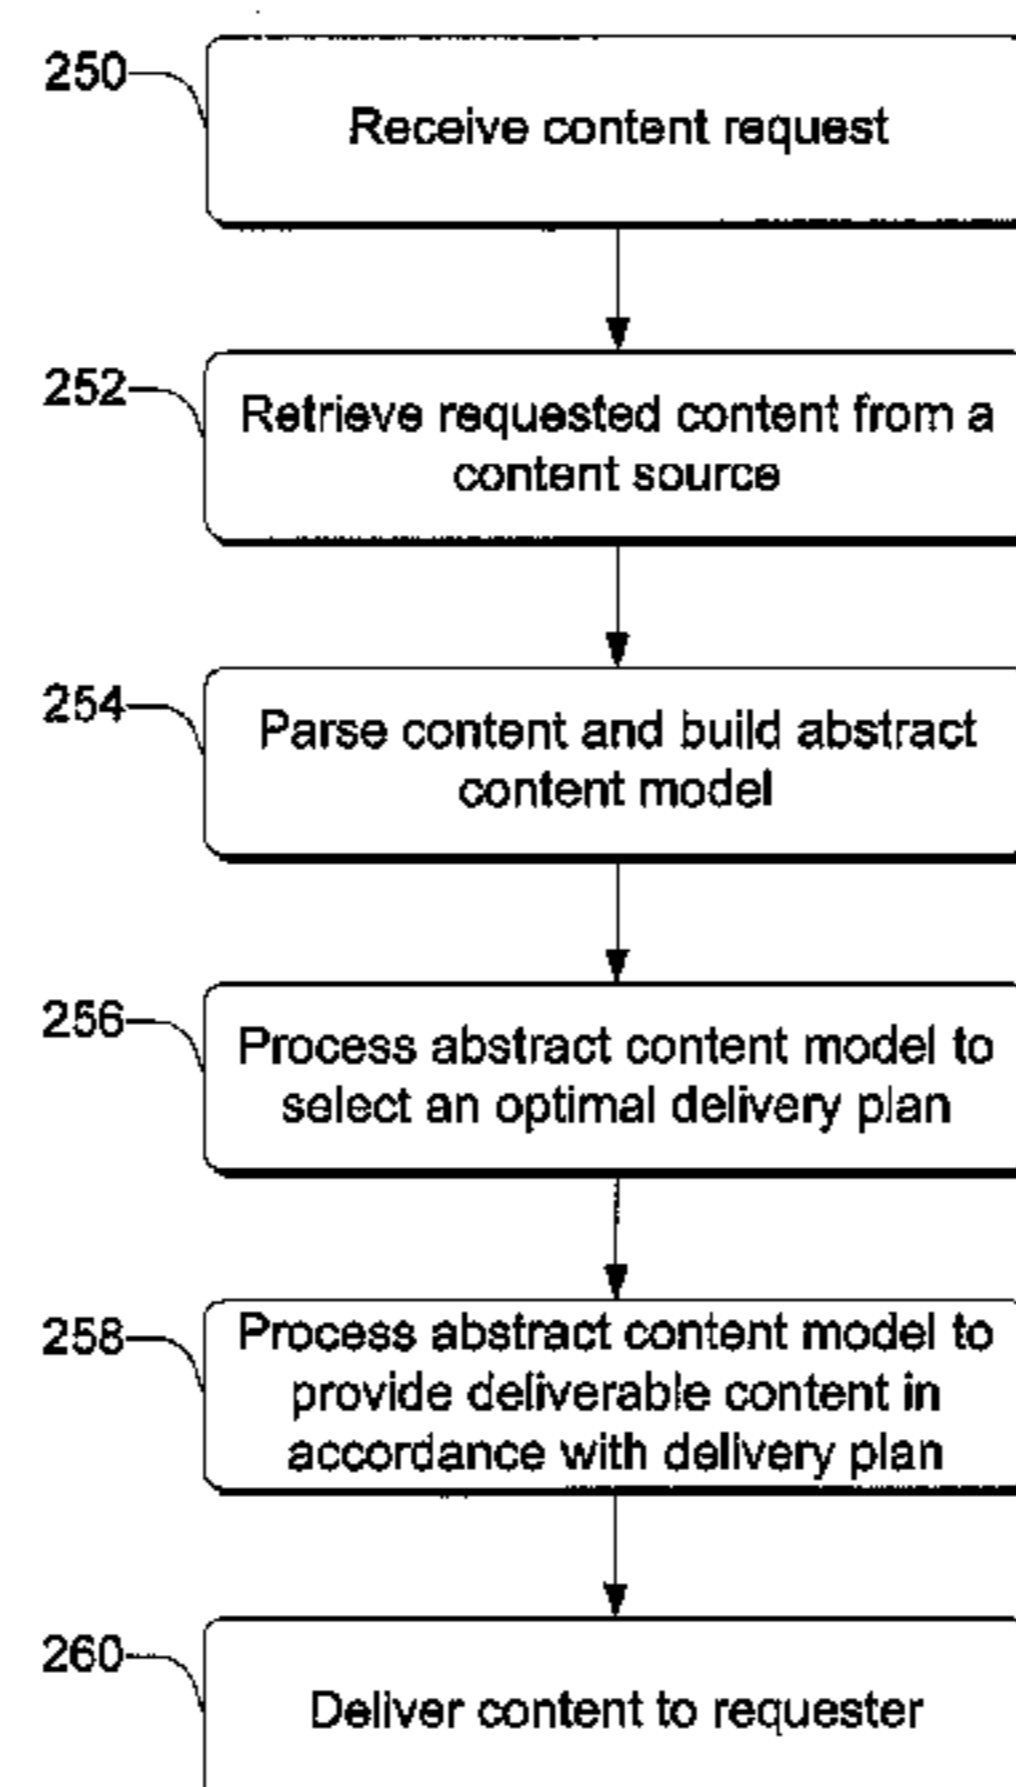 250
Receive content request
252
Retrieve requested content from a
content source
254
Parse content and build abstract
content model
256
Process abstract content model to
select an optimal delivery plan
258
Process abstract content model to
provide deliverable content in
accordance with delivery plan
260
Deliver content to requester